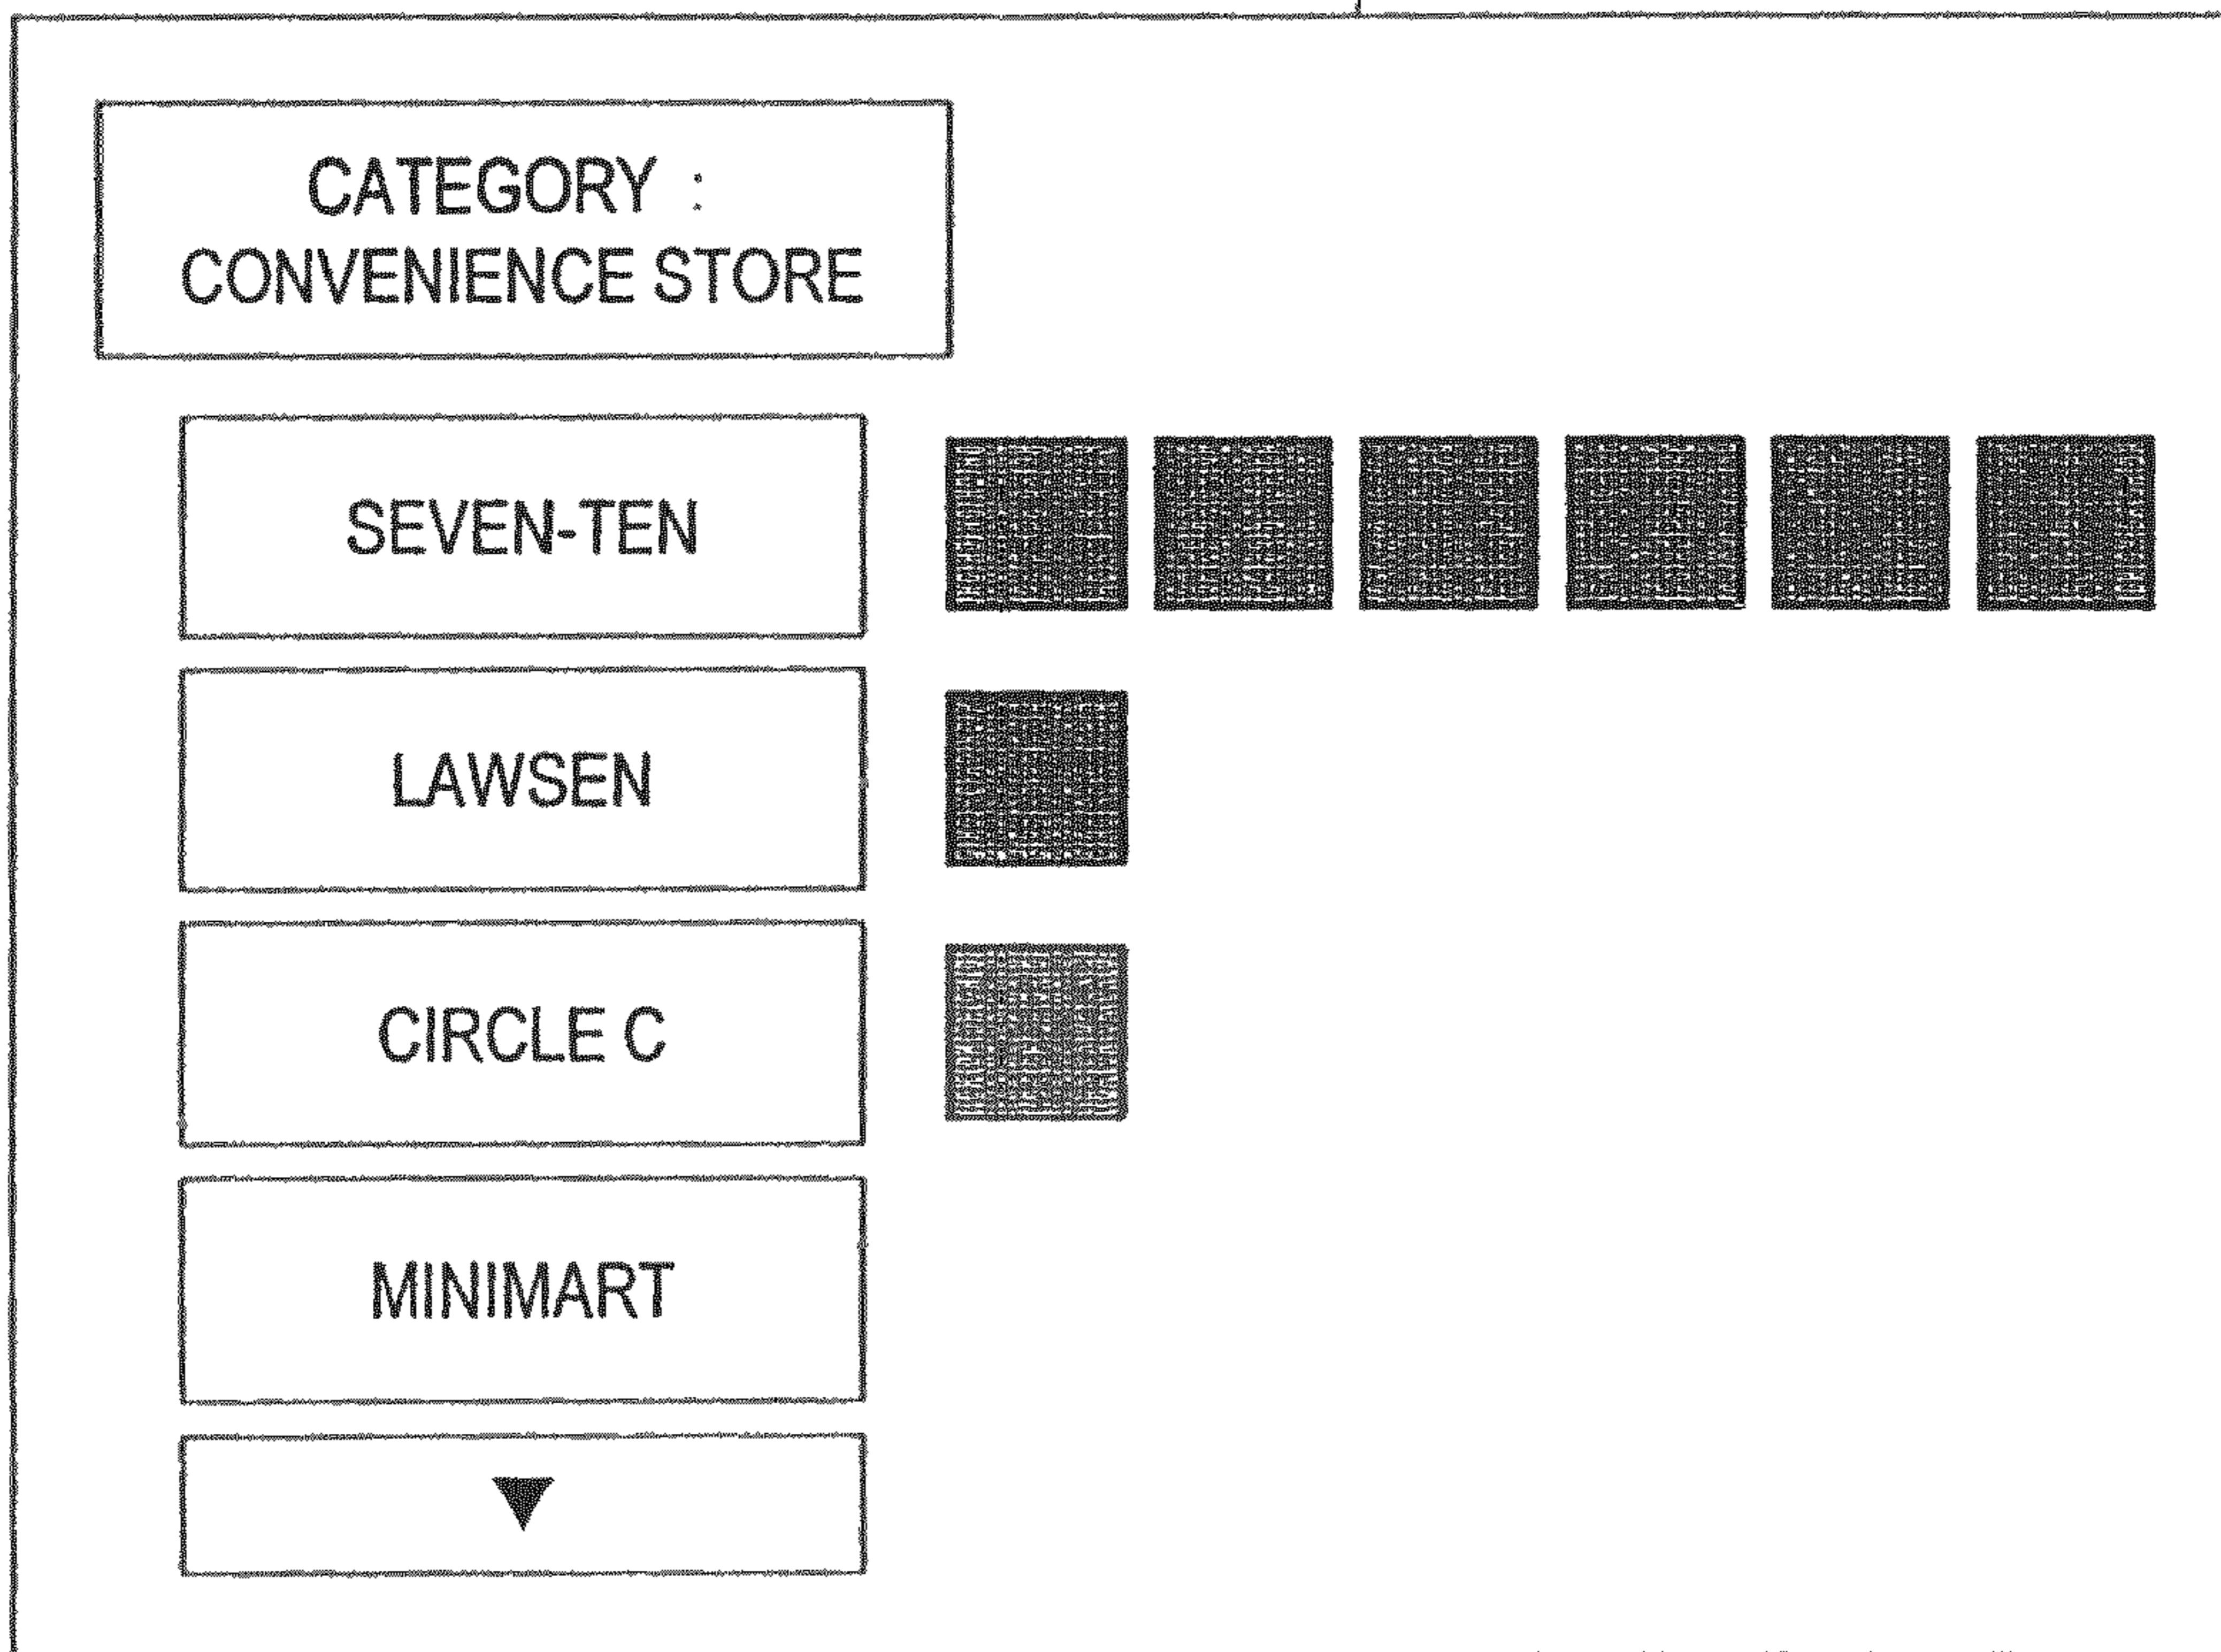 CATEGORY :
CONVENIENCE STORE
SEVEN-TEN
LAWSEN
CIRCLE C
MINIMART